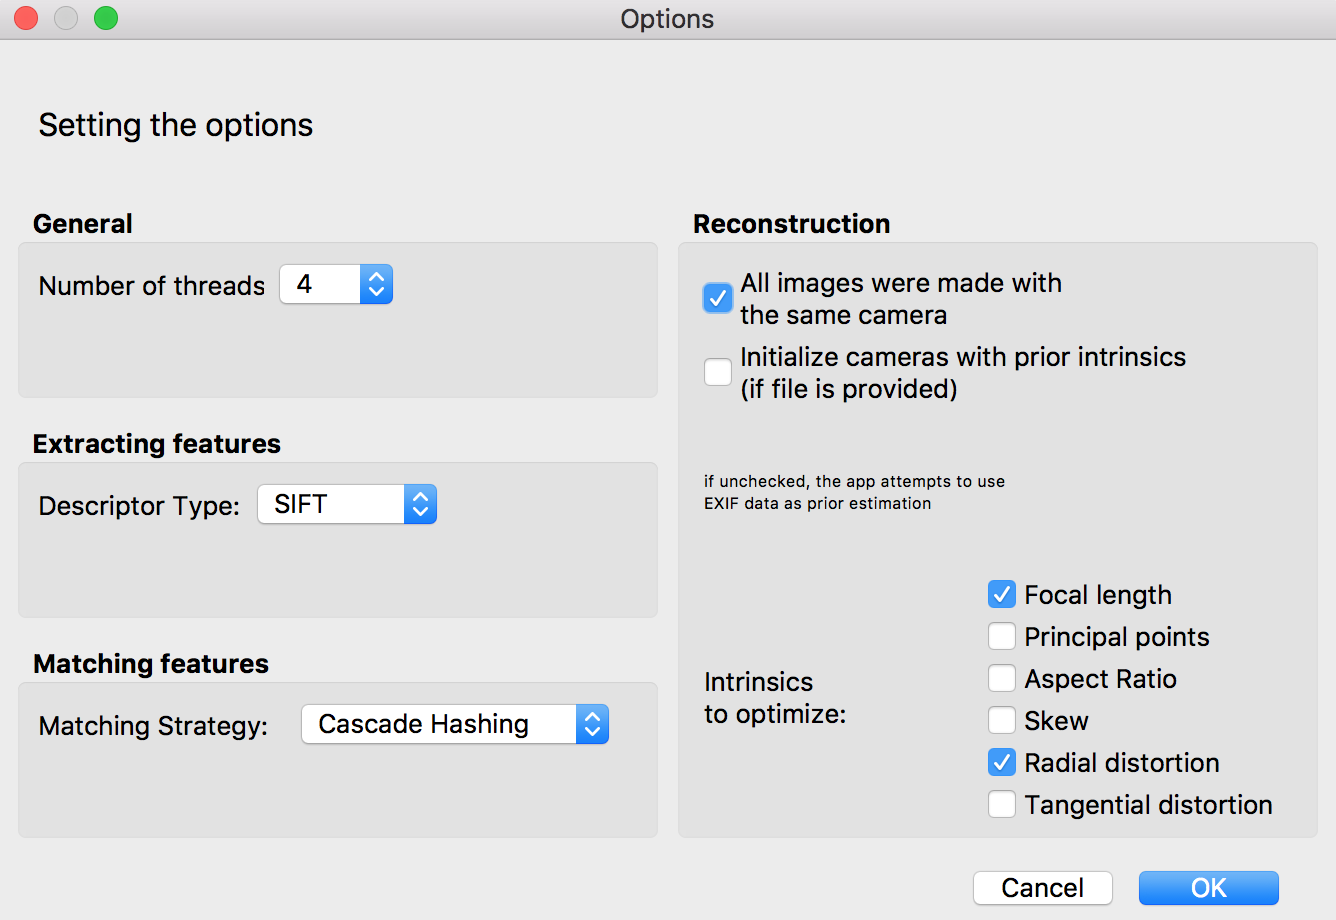 Options
Setting the options
General
Number of threads 4
Extracting features
Descriptor Type: SIFT
Matching features
Matching Strategy: Cascade Hashing
Reconstruction
All images were made with
the same camera
Initialize cameras with prior intrinsics
(if file is provided)
if unchecked, the app attempts to use
EXIF data as prior estimation
Intrinsics
to optimize:
Focal length
Principal points
Aspect Ratio
Skew
Radial distortion
Tangential distortion
Cancel OK